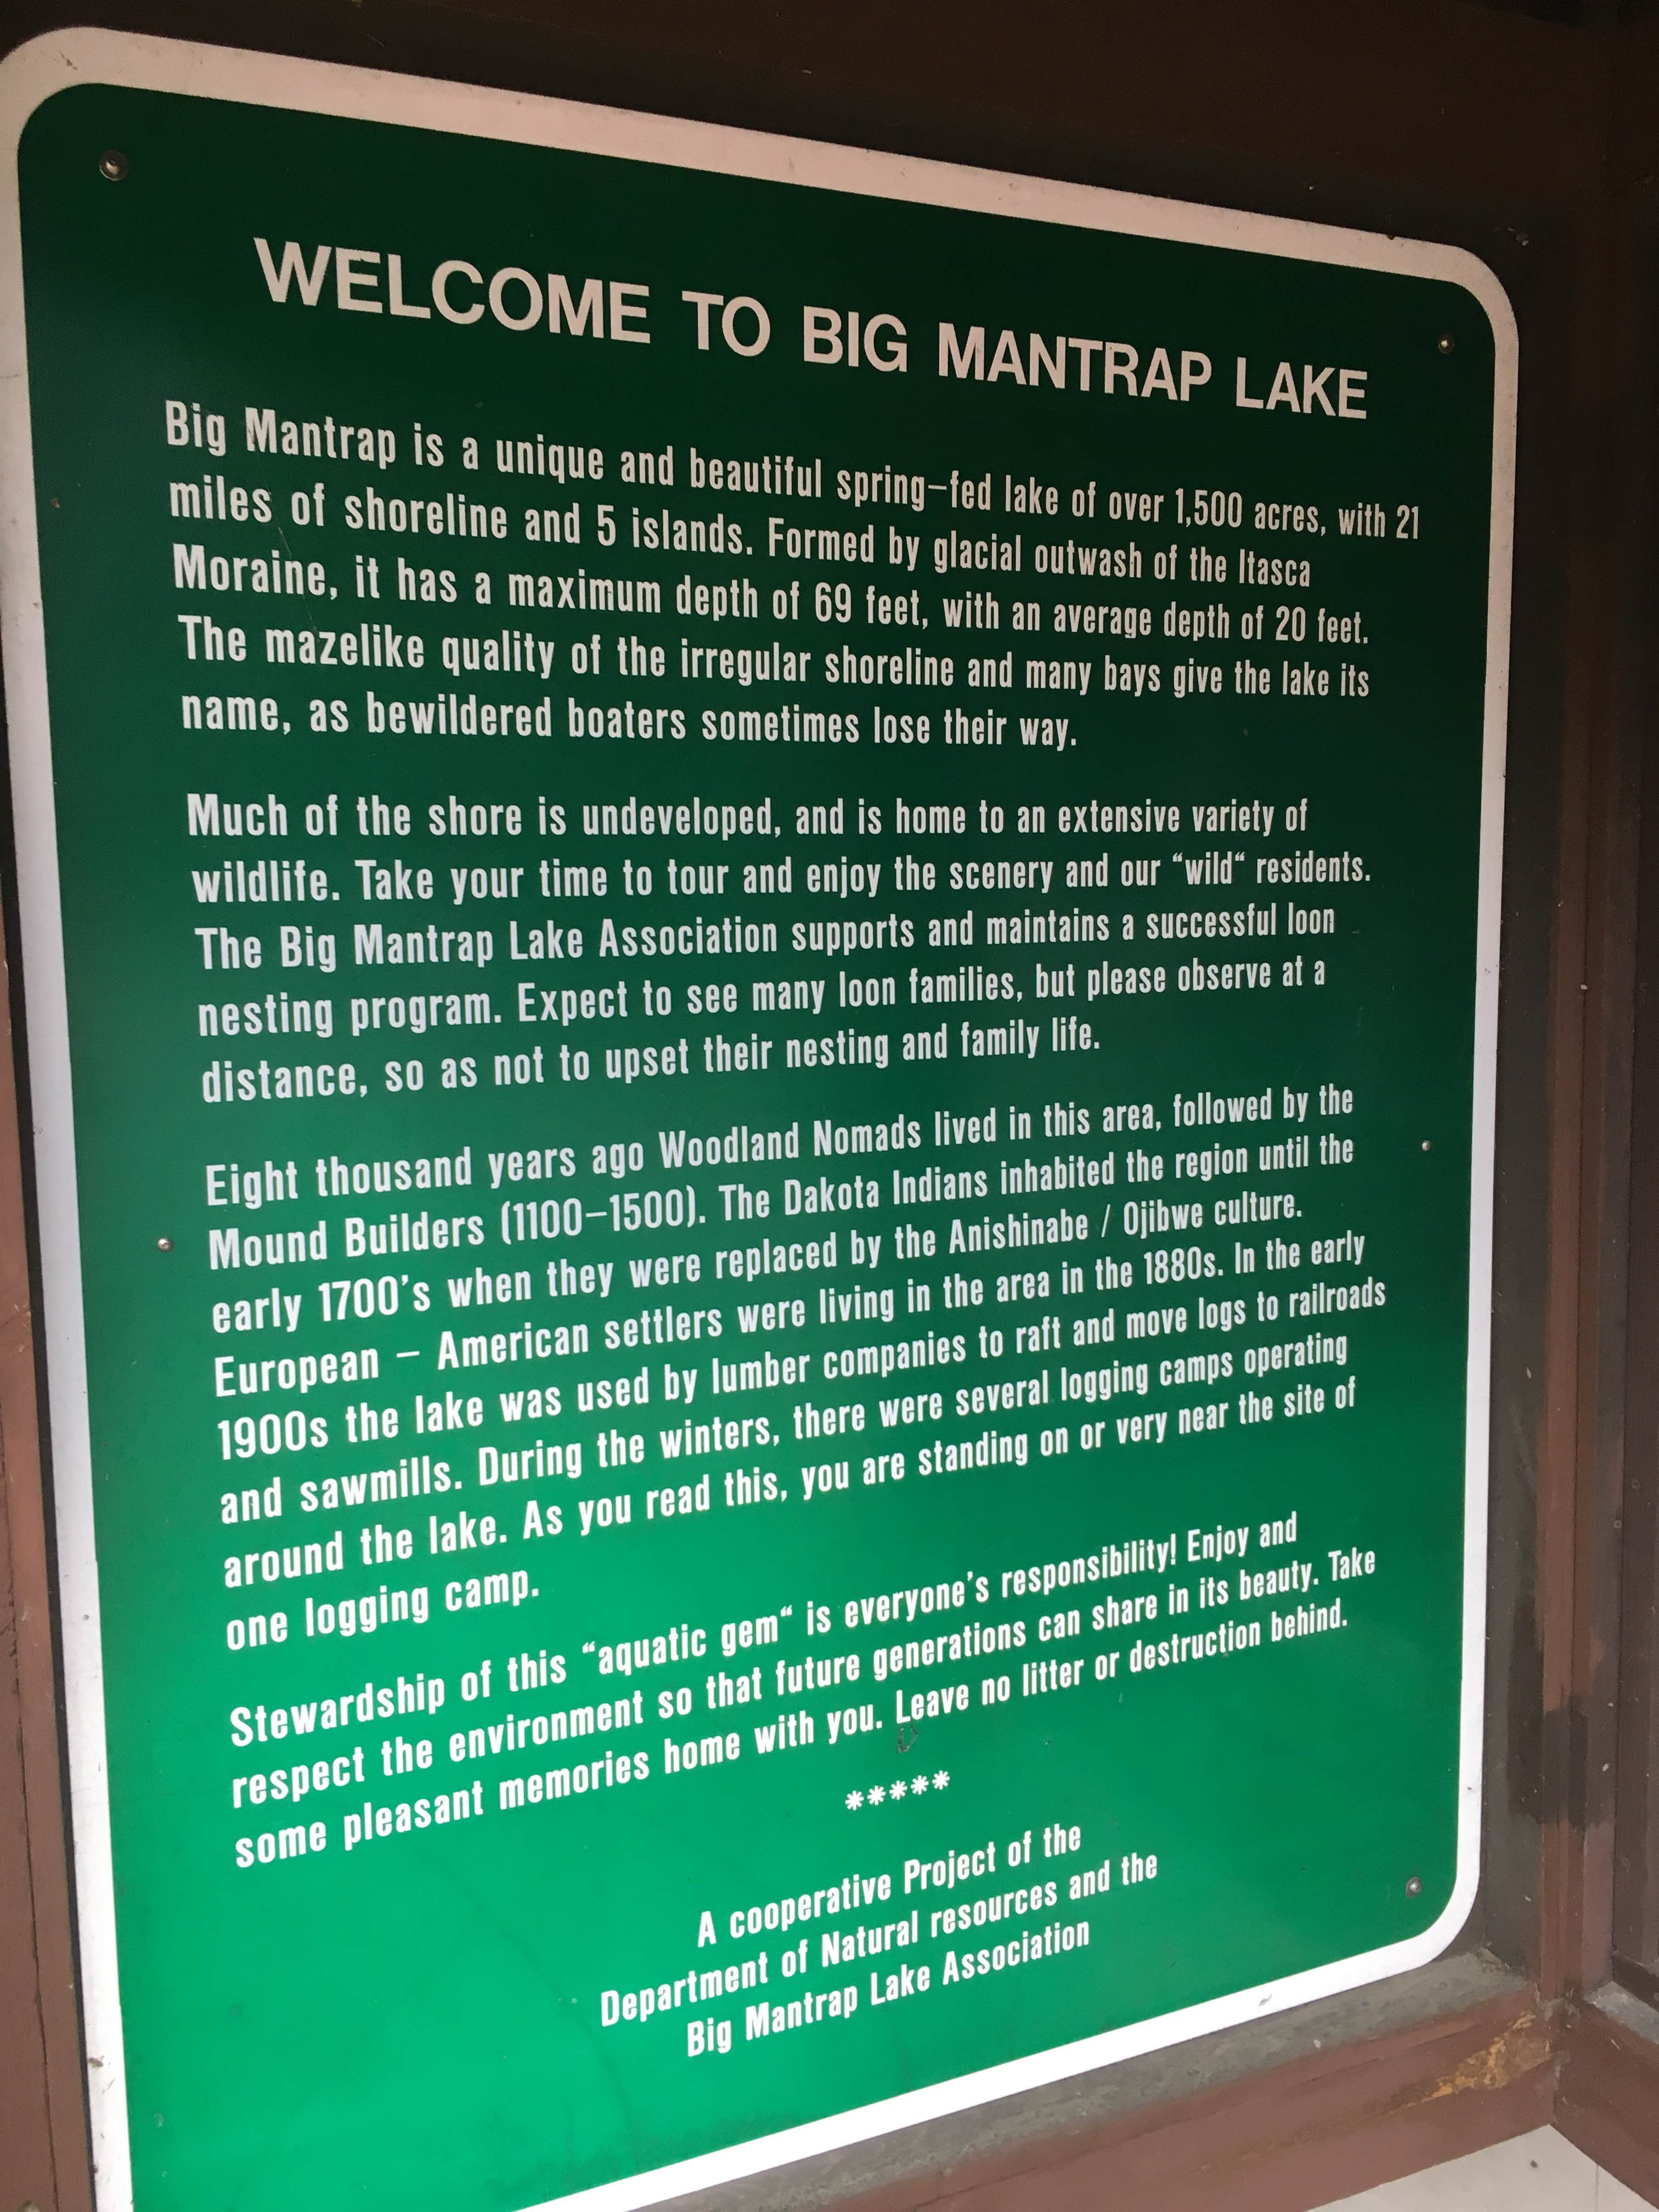 WELCOME TO BIG MANTRAP LAKE
Big Mantrap is a unique and beautiful spring-fed lake of over 1,500 acres, with 21
miles of shoreline and 5 islands. Formed by glacial outwash of the Itasca
Moraine, it has a maximum depth of 69 feet, with an average depth of 20 feet.
The mazelike quality of the irregular shoreline and many bays give the lake its
name, as bewildered boaters sometimes lose their way.
Much of the shore is undeveloped, and is home to an extensive variety of
wildlife. Take your time to tour and enjoy the scenery and our “wild“ residents.
The Big Mantrap Lake Association supports and maintains a successful loon
nesting program. Expect to see many loon families, but please observe at a
distance, so as not to upset their nesting and family life.
Eight thousand years ago Woodland Nomads lived in this area, followed by the
Mound Builders (1100–1500). The Dakota Indians inhabited the region until the
early 1700's when they were replaced by the Anishinabe / Ojibwe culture.
European – American settlers were living in the area in the 1880s. In the early
1900s the lake was used by lumber companies to raft and move logs to railroads
and sawmills. During the winters, there were several logging camps operating
around the lake. As you read this, you are standing on or very near the site of
one logging camp.
Stewardship of this “aquatic gem“ is everyone's responsibility! Enjoy and
respect the environment so that future generations can share in its beauty. Take
some pleasant memories home with you. Leave no litter or destruction behind.
*****
A cooperative Project of the
Department of Natural resources and the
Big Mantrap Lake Association